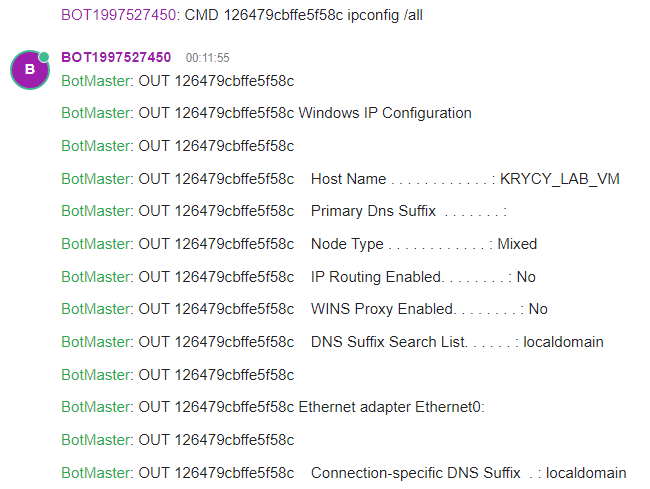 BOT1997527450: CMD 126479cbffe5f58c ipconfig /all
B
BOT1997527450 00:11:55
BotMaster: OUT 126479cbffe5f58c
BotMaster: OUT 126479cbffe5f58c Windows IP Configuration
BotMaster: OUT 126479cbffe5f58c
BotMaster: OUT 126479cbffe5f58c Host Name . . . . . . . . . . . . : KRYCY_LAB_VM
BotMaster: OUT 126479cbffe5f58c Primary Dns Suffix . . . . . . . :
BotMaster: OUT 126479cbffe5f58c Node Type . . . . . . . . . . . . : Mixed
BotMaster: OUT 126479cbffe5f58c IP Routing Enabled. . . . . . . . : No
BotMaster: OUT 126479cbffe5f58c WINS Proxy Enabled. . . . . . . . : No
BotMaster: OUT 126479cbffe5f58c DNS Suffix Search List. . . . . . : localdomain
BotMaster: OUT 126479cbffe5f58c
BotMaster: OUT 126479cbffe5f58c Ethernet adapter Ethernet0:
BotMaster: OUT 126479cbffe5f58c
BotMaster: OUT 126479cbffe5f58c Connection-specific DNS Suffix . : localdomain